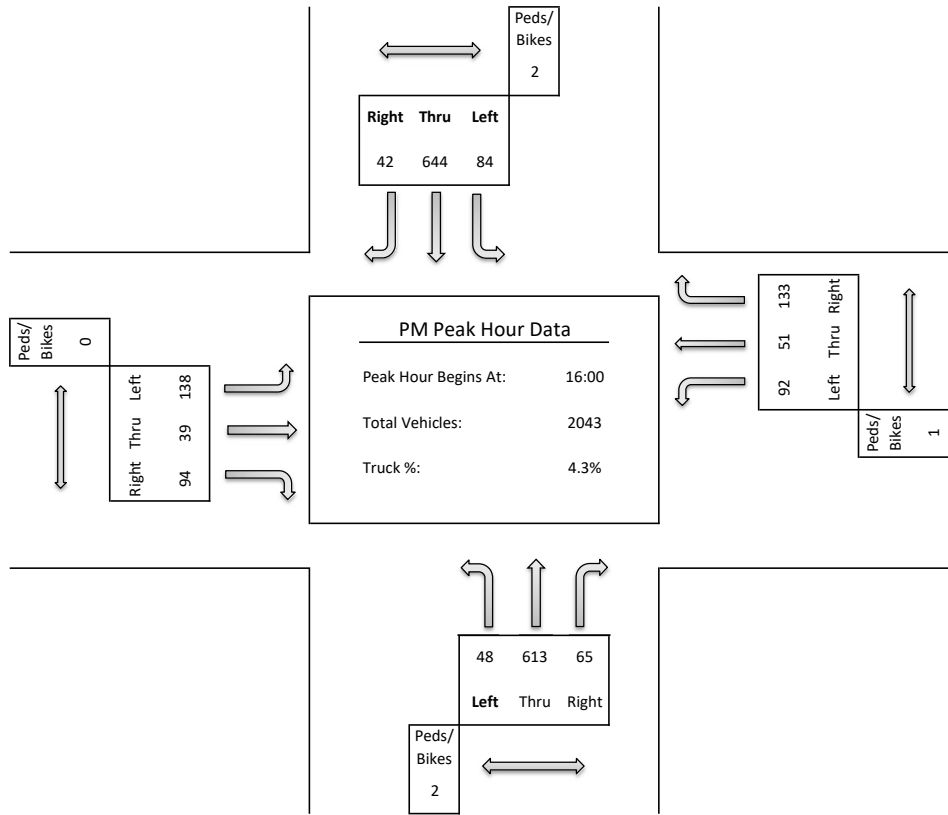 Peds/
Bikes
2
Right Thru Left
42 644 84
Peds/
Bikes
0
Left 138
Thru 39
Right 94
PM Peak Hour Data
Peak Hour Begins At: 16:00
Total Vehicles: 2043
Truck %: 4.3%
133 Right
51 Thru
92 Left
Peds/
Bikes
1
48 613 65
Left Thru Right
Peds/
Bikes
2